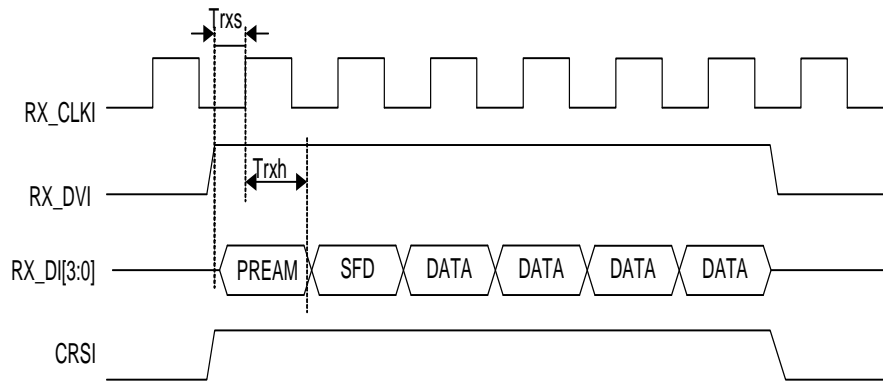 Trxs
RX_CLKI
Trxh
RX_DVI
RX_DI[3:0] PREAM SFD DATA DATA DATA DATA
CRSI